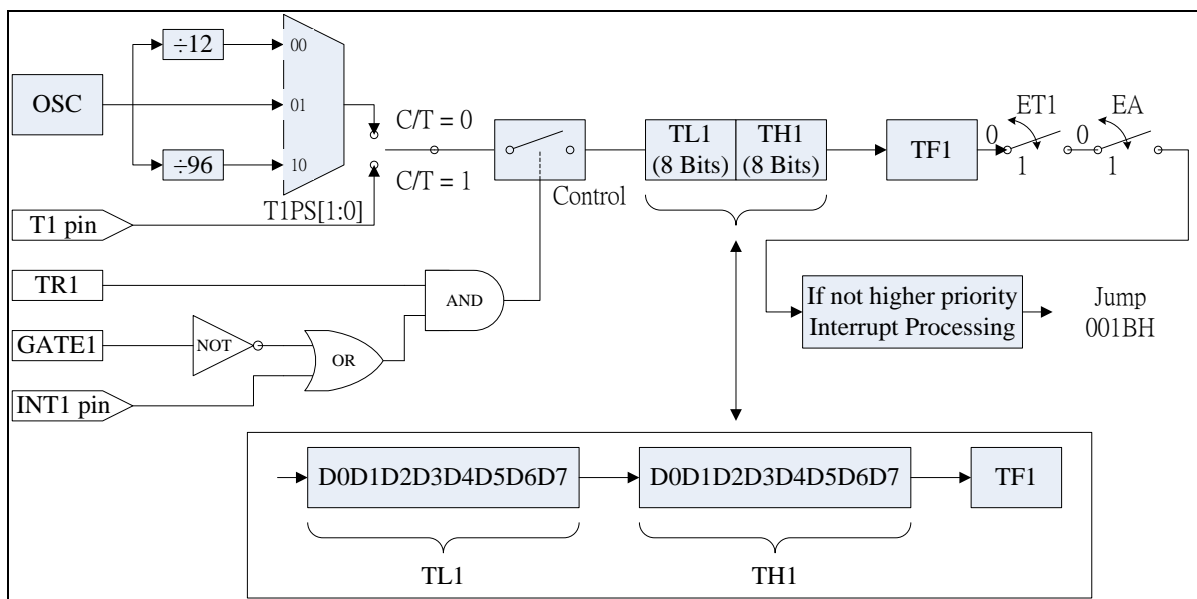 ÷12
00
OSC
01
÷96
10
T1PS[1:0]
C/T = 0
C/T = 1
Control
TL1
(8 Bits)
TH1
(8 Bits)
TF1
0
ET1
1
0
EA
1
T1 pin
TR1
AND
GATE1
NOT
OR
INT1 pin
If not higher priority
Interrupt Processing
Jump
001BH
D0D1D2D3D4D5D6D7
D0D1D2D3D4D5D6D7
TF1
TL1
TH1